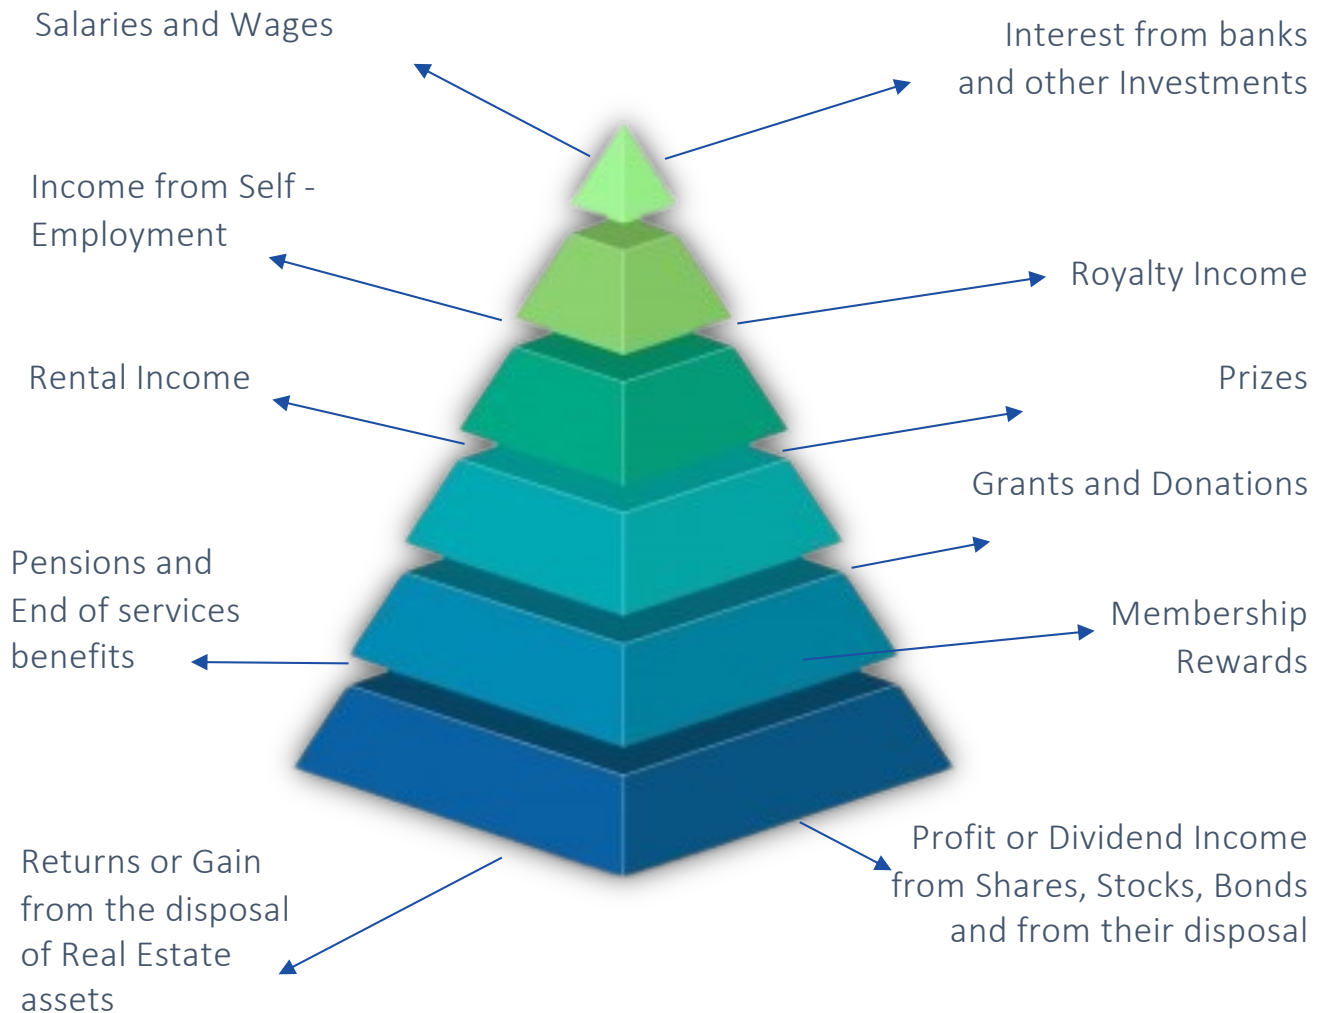 Salaries and Wages
Interest from banks
and other Investments
Income from Self -
Employment
Royalty Income
Rental Income
Prizes
Grants and Donations
Pensions and
End of services
benefits
Membership
Rewards
Returns or Gain
from the disposal
of Real Estate
assets
Profit or Dividend Income
from Shares, Stocks, Bonds
and from their disposal